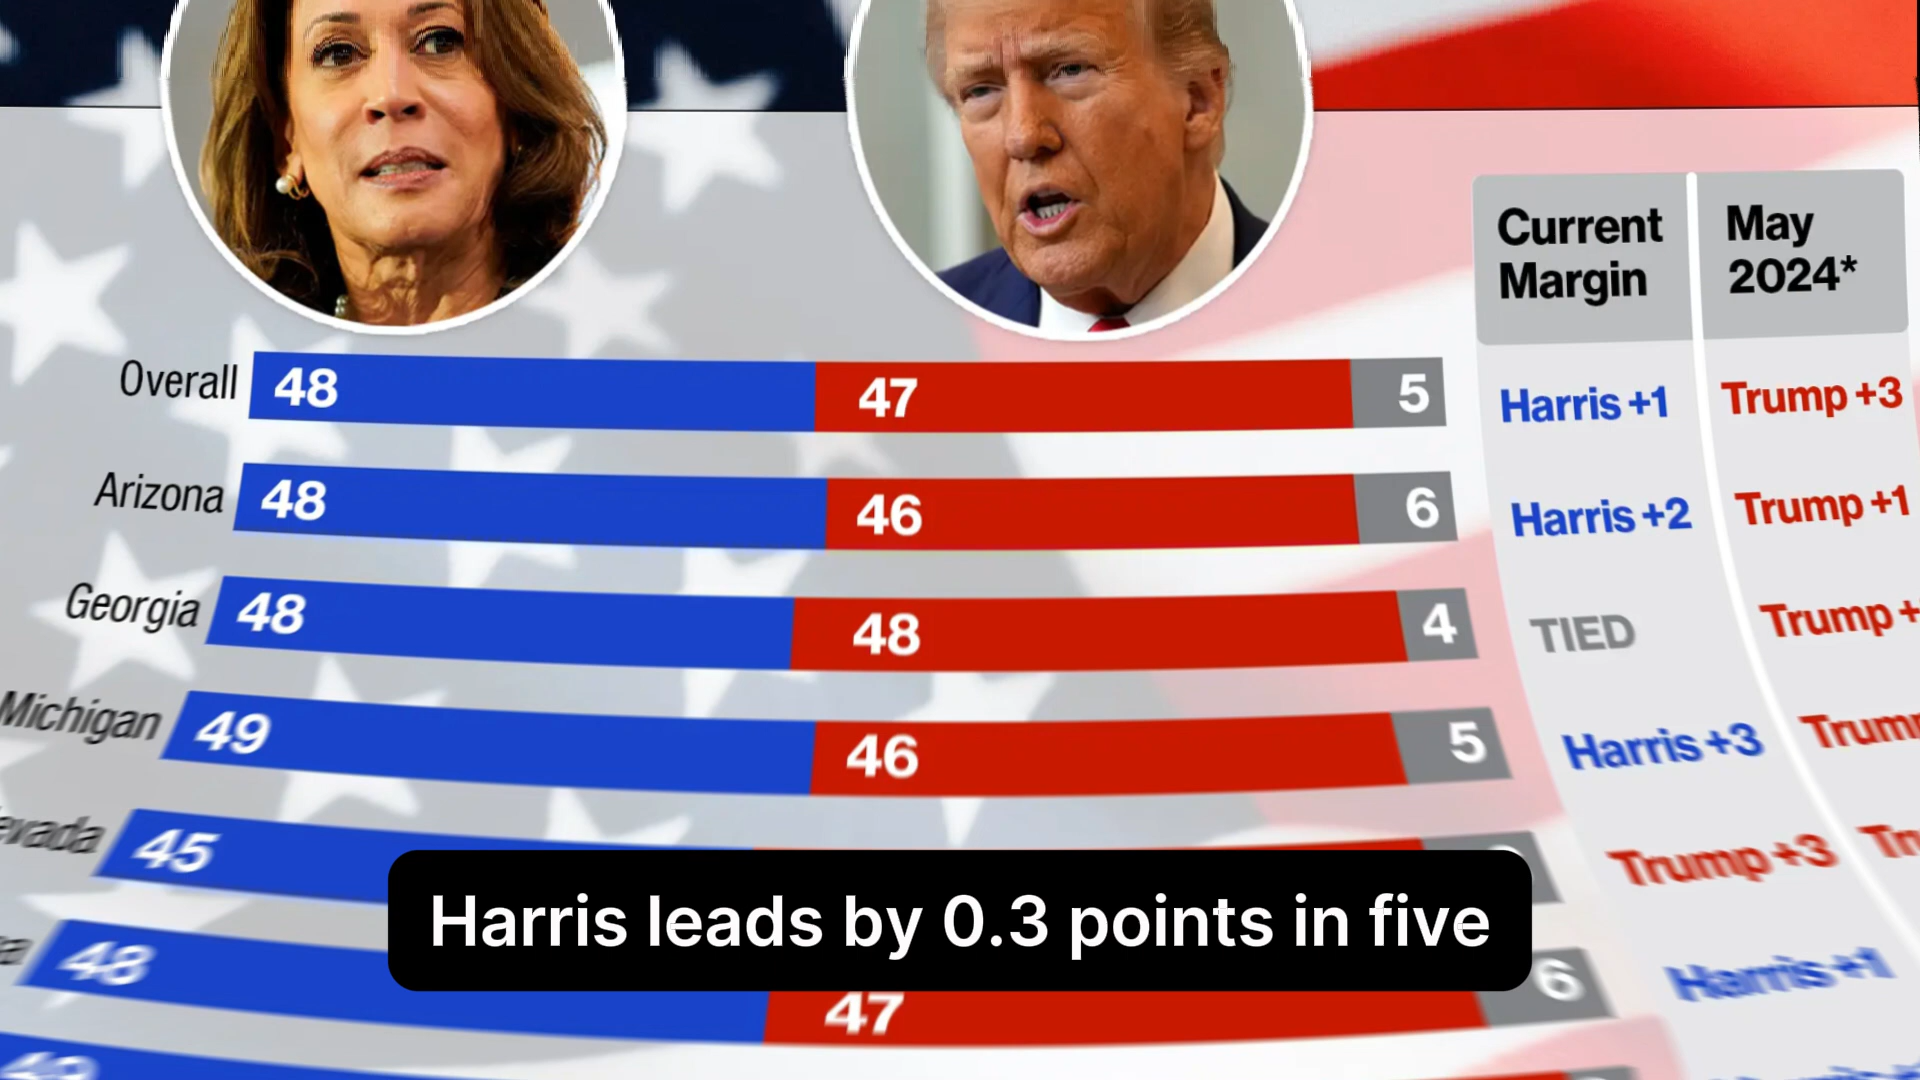 Current
Margin
May
2024*
Overall 48 47 5 Harris +1 Trump +3
Arizona 48 46 6 Harris +2 Trump +1
Georgia 48 48 4 TIED Trump +
Michigan 49 46 5 Harris +3
45 Trump +3
48 47 6 Harris +1
49
Harris leads by 0.3 points in five